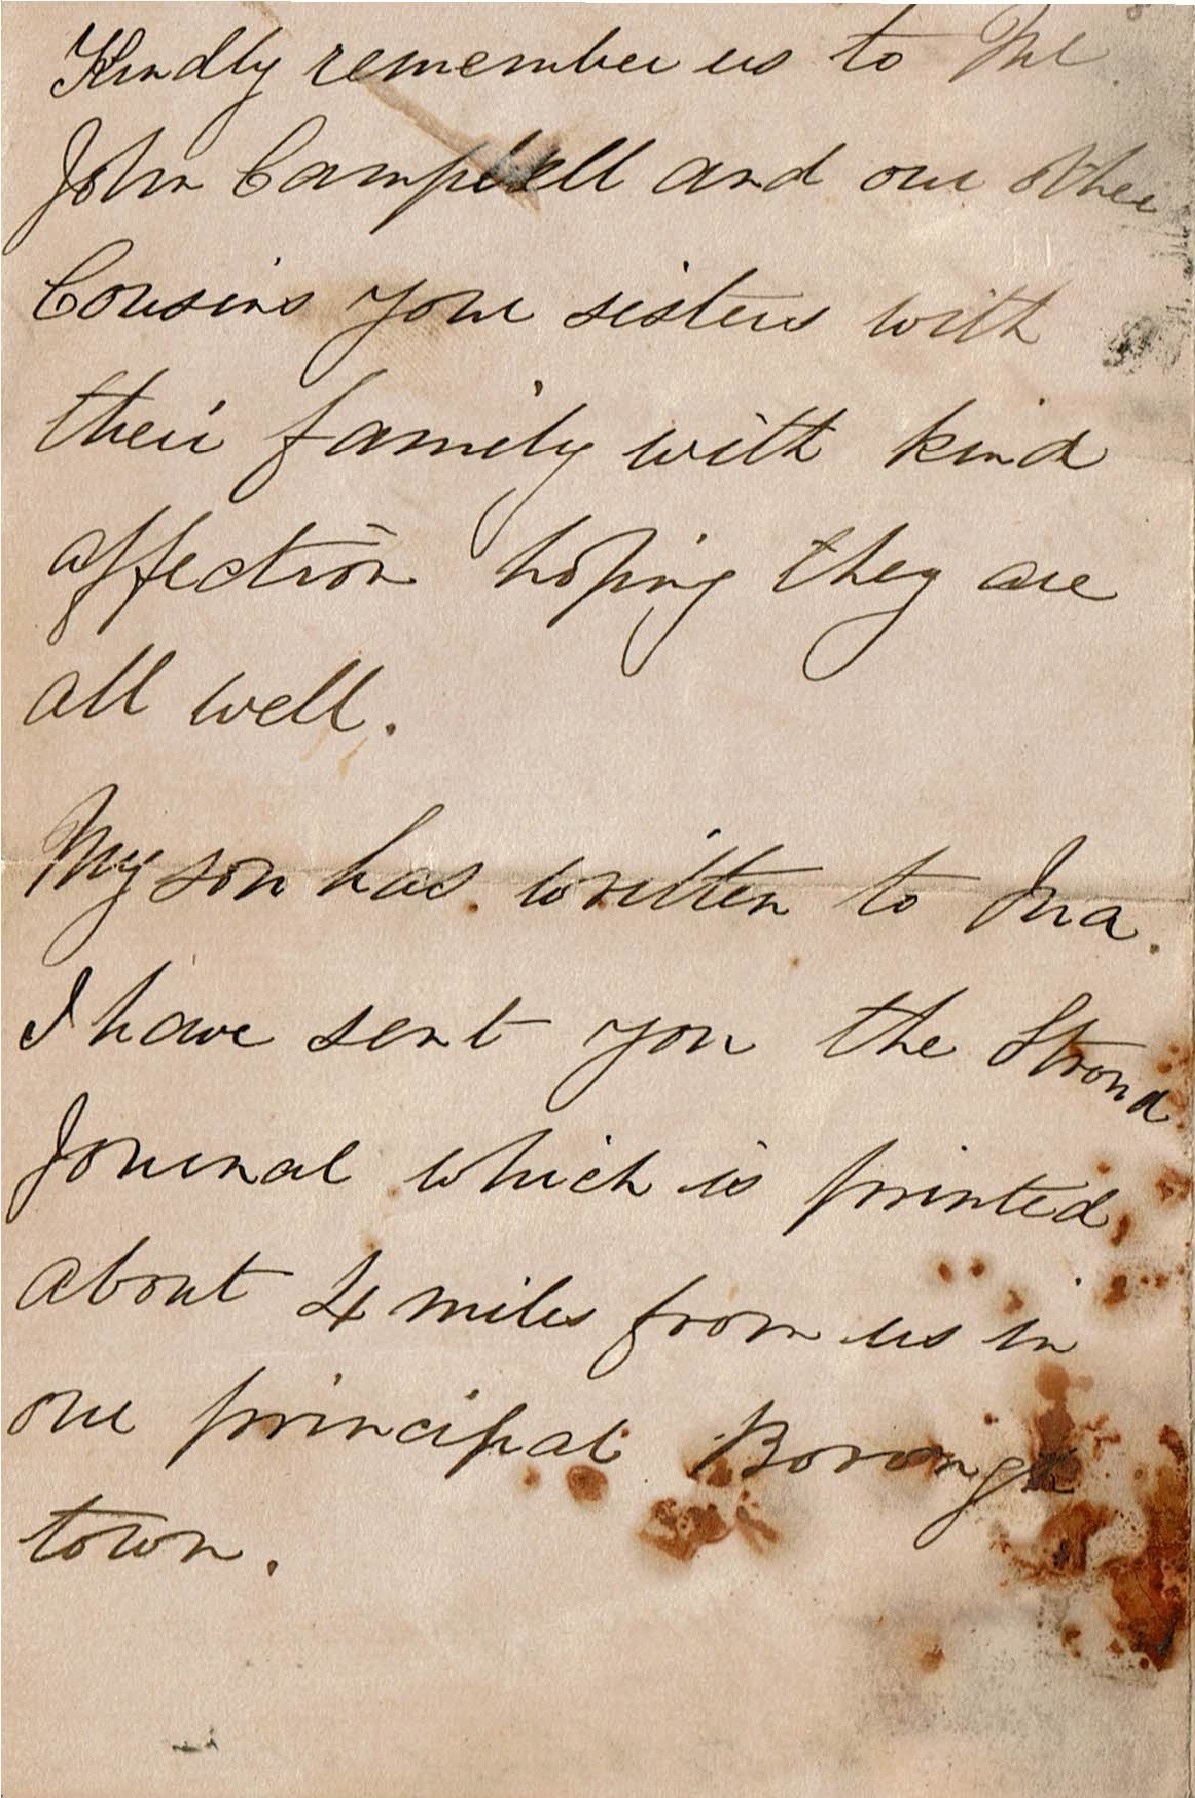 Kindly remember us to Mr
John Campbell and our other
Cousins your sisters with
their family with kind
affection hoping they are
all well.
My son has written to Ina.
I have sent you the Stroud
Journal which is printed
about 4 miles from us in
our principal Borough
town.